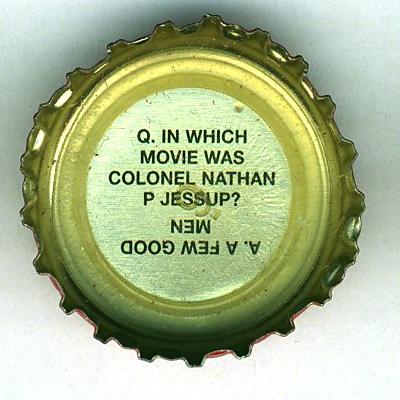 Q. IN WHICH
MOVIE WAS
COLONEL NATHAN
P JESSUP?
A. A FEW GOOD
MEN